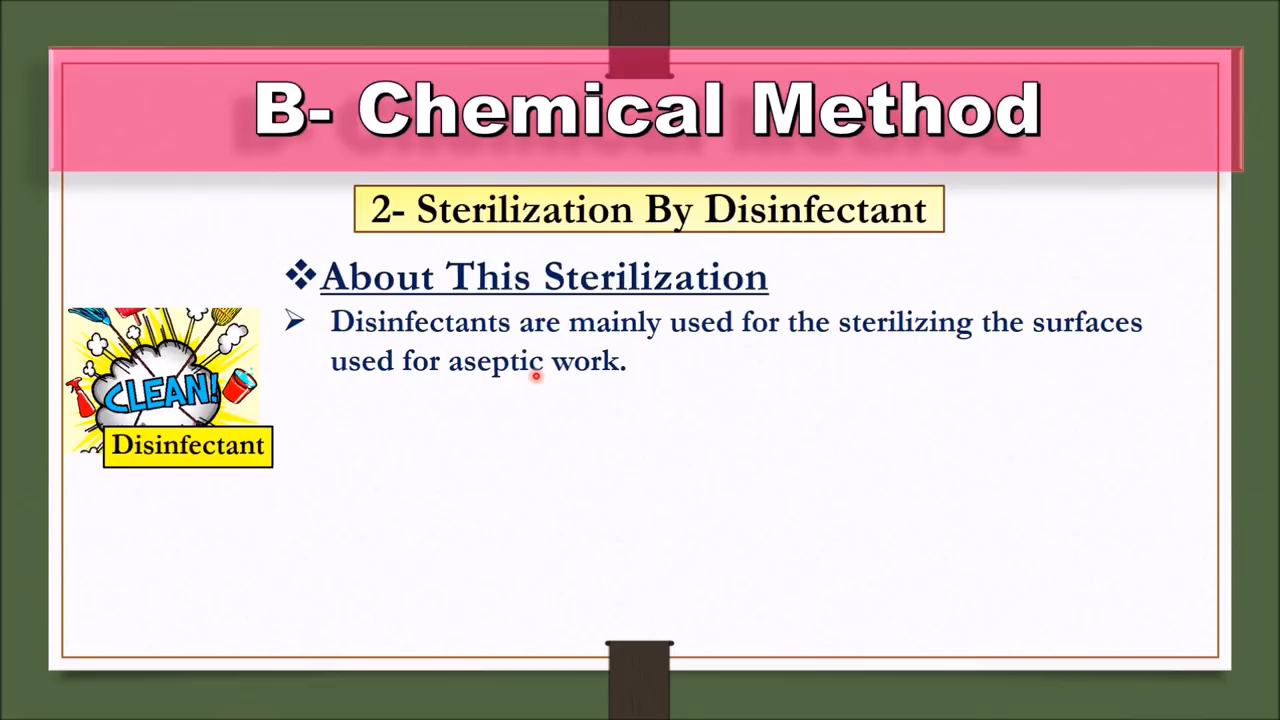 B- Chemical Method
2- Sterilization By Disinfectant
About This Sterilization
Disinfectants are mainly used for the sterilizing the surfaces
used for aseptic work.
CLEAN!
Disinfectant